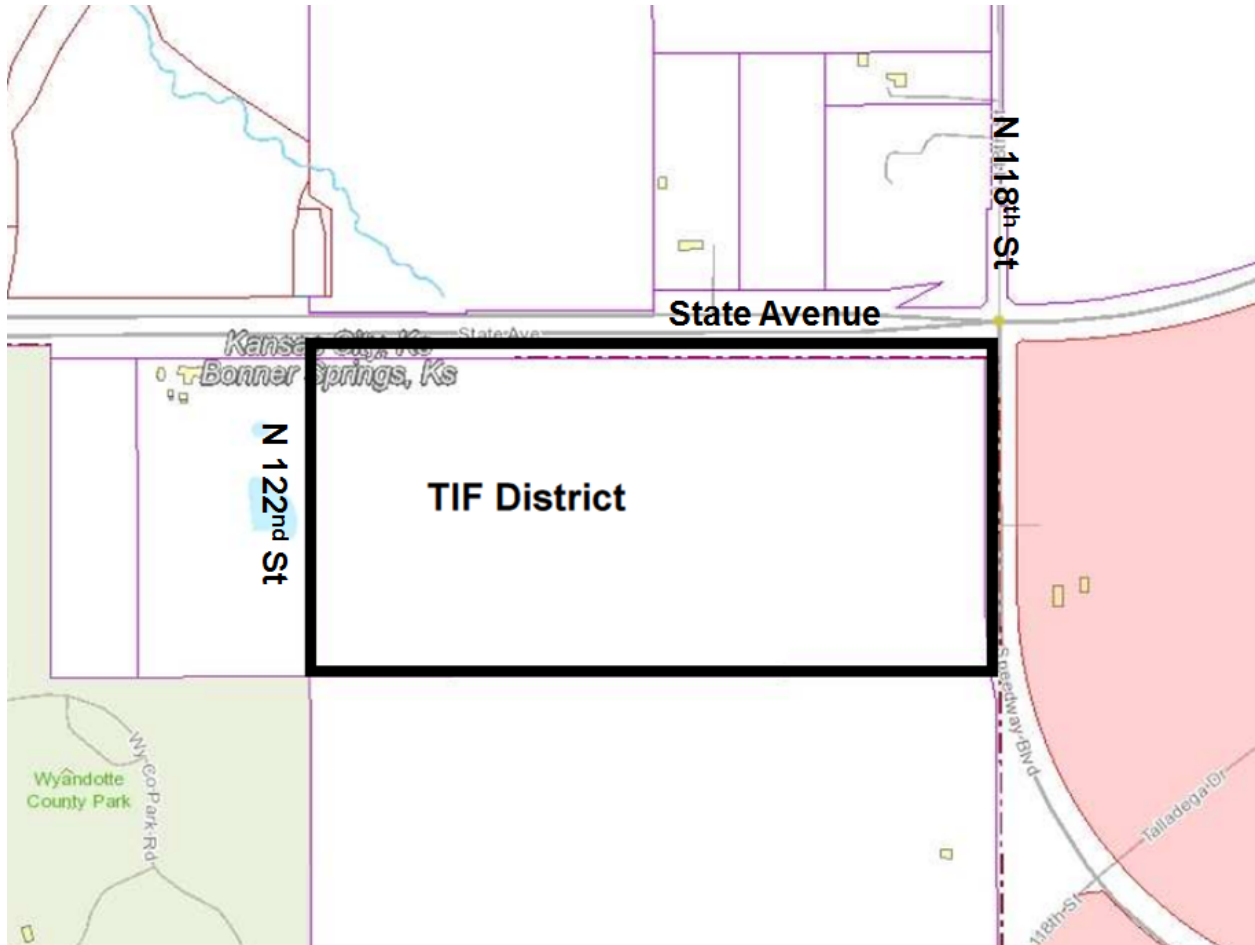 N 118th St
State Avenue
State Ave
Kansas City, Ks
Bonner Springs, Ks
N 122nd St
TIF District
Speedway Blvd
Wyandotte
County Park
Wy Co Park Rd
Talladega Dr
118th St